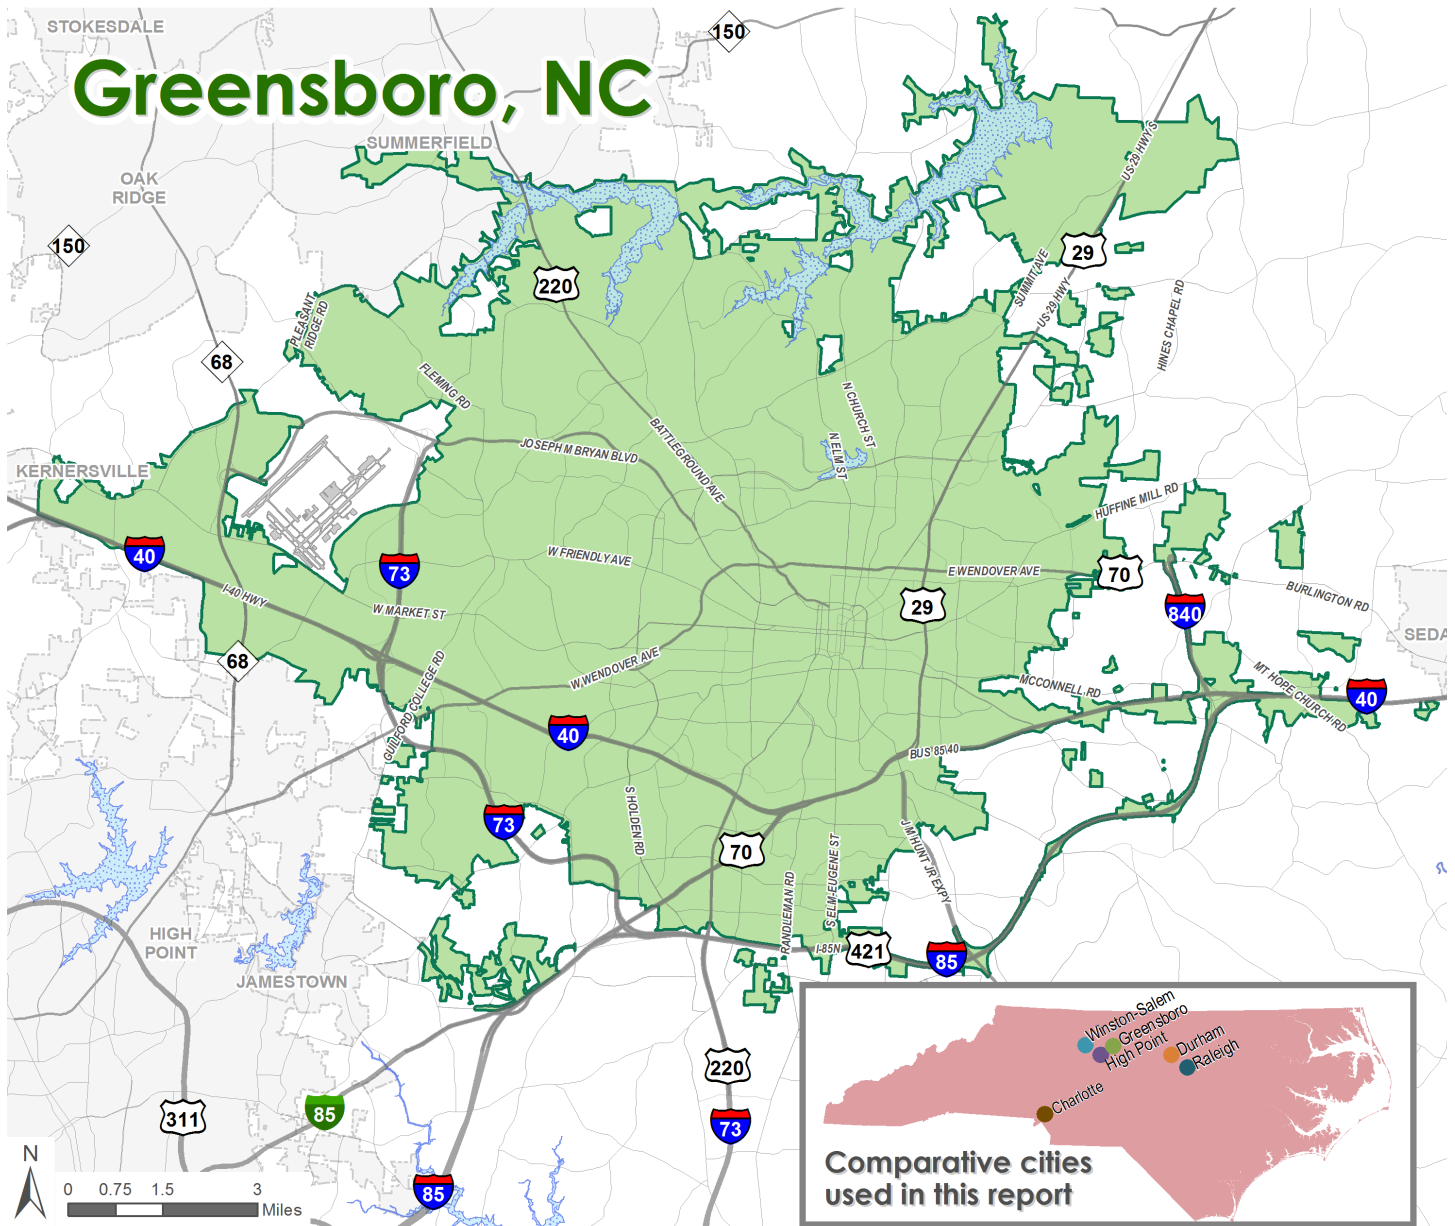 STOKESDALE
150
Greensboro, NC
SUMMERFIELD
US 29 HWY S
OAK
RIDGE
150
29
220
SUMMIT AVE
US 29 HWY
HINES CHAPEL RD
PLEASANT
RIDGE RD
68
FLEMING RD
N CHURCH ST
BATTLEGROUND AVE
JOSEPH M BRYAN BLVD
N ELM ST
KERNERSVILLE
HUFFINE MILL RD
40
73
W FRIENDLY AVE
E WENDOVER AVE
70
I-40 HWY
W MARKET ST
29
840
BURLINGTON RD
SEDA
68
GUILFORD COLLEGE RD
W WENDOVER AVE
MCCONNELL RD
MT HOPE CHURCH RD
40
40
BUS 85 40
73
S HOLDEN RD
70
J M HUNT JR EXPY
S ELM-EUGENE ST
RANDLEMAN RD
I-85N
421
85
HIGH
POINT
JAMESTOWN
220
311
85
73
85
N
0 0.75 1.5 3
Miles
Winston-Salem
Greensboro
High Point
Durham
Raleigh
Charlotte
Comparative cities
used in this report